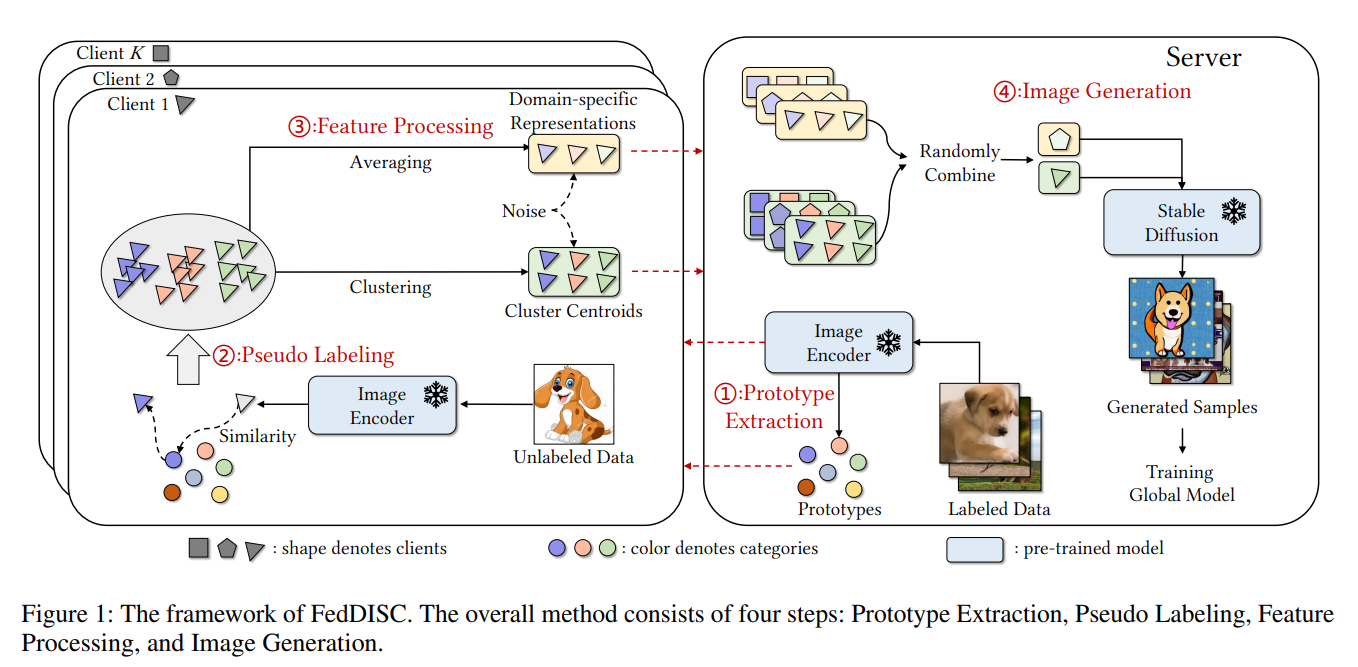 Client K
Client 2
Client 1
③:Feature Processing
Domain-specific
Representations
Averaging
Noise
Clustering
Cluster Centroids
②:Pseudo Labeling
Image
Encoder
Similarity
Unlabeled Data
Server
④:Image Generation
Randomly
Combine
Stable
Diffusion
Image
Encoder
①:Prototype
Extraction
Prototypes
Labeled Data
Generated Samples
Training
Global Model
: shape denotes clients
: color denotes categories
: pre-trained model
Figure 1: The framework of FedDISC. The overall method consists of four steps: Prototype Extraction, Pseudo Labeling, Feature
Processing, and Image Generation.